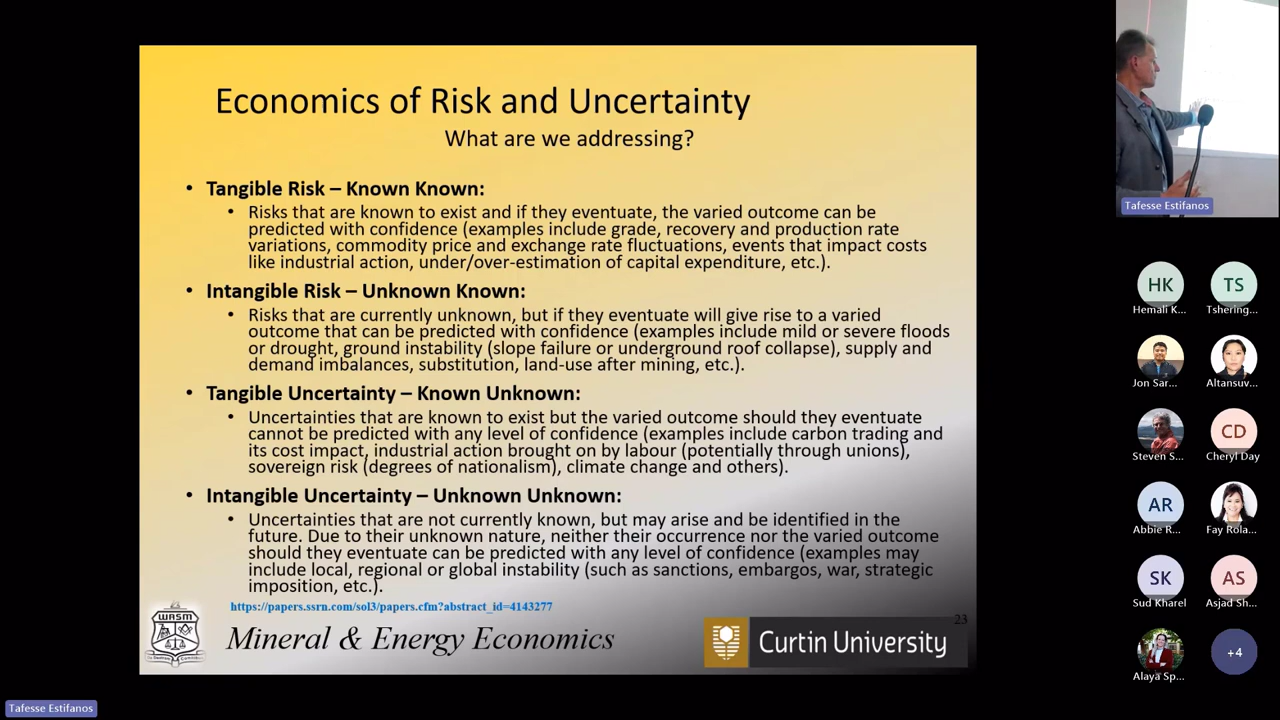 Economics of Risk and Uncertainty
What are we addressing?
• Tangible Risk – Known Known:
• Risks that are known to exist and if they eventuate, the varied outcome can be
predicted with confidence (examples include grade, recovery and production rate
variations, commodity price and exchange rate fluctuations, events that impact costs
like industrial action, under/over-estimation of capital expenditure, etc.).
• Intangible Risk – Unknown Known:
• Risks that are currently unknown, but if they eventuate will give rise to a varied
outcome that can be predicted with confidence (examples include mild or severe floods
or drought, ground instability (slope failure or underground roof collapse), supply and
demand imbalances, substitution, land-use after mining, etc.).
• Tangible Uncertainty – Known Unknown:
• Uncertainties that are known to exist but the varied outcome should they eventuate
cannot be predicted with any level of confidence (examples include carbon trading and
its cost impact, industrial action brought on by labour (potentially through unions),
sovereign risk (degrees of nationalism), climate change and others).
• Intangible Uncertainty – Unknown Unknown:
• Uncertainties that are not currently known, but may arise and be identified in the
future. Due to their unknown nature, neither their occurrence nor the varied outcome
should they eventuate can be predicted with any level of confidence (examples may
include local, regional or global instability (such as sanctions, embargos, war, strategic
imposition, etc.).
https://papers.ssrn.com/sol3/papers.cfm?abstract_id=4143277
23
WASM
Mineral & Energy Economics
Curtin University
Tafesse Estifanos
HK
TS
Hemali K...
Tshering...
Jon Sar...
Altansuv...
CD
Steven S...
Cheryl Day
AR
Abbie R...
Fay Rola...
SK
AS
Sud Kharel
Asjad Sh...
+4
Alaya Sp...
Tafesse Estifanos